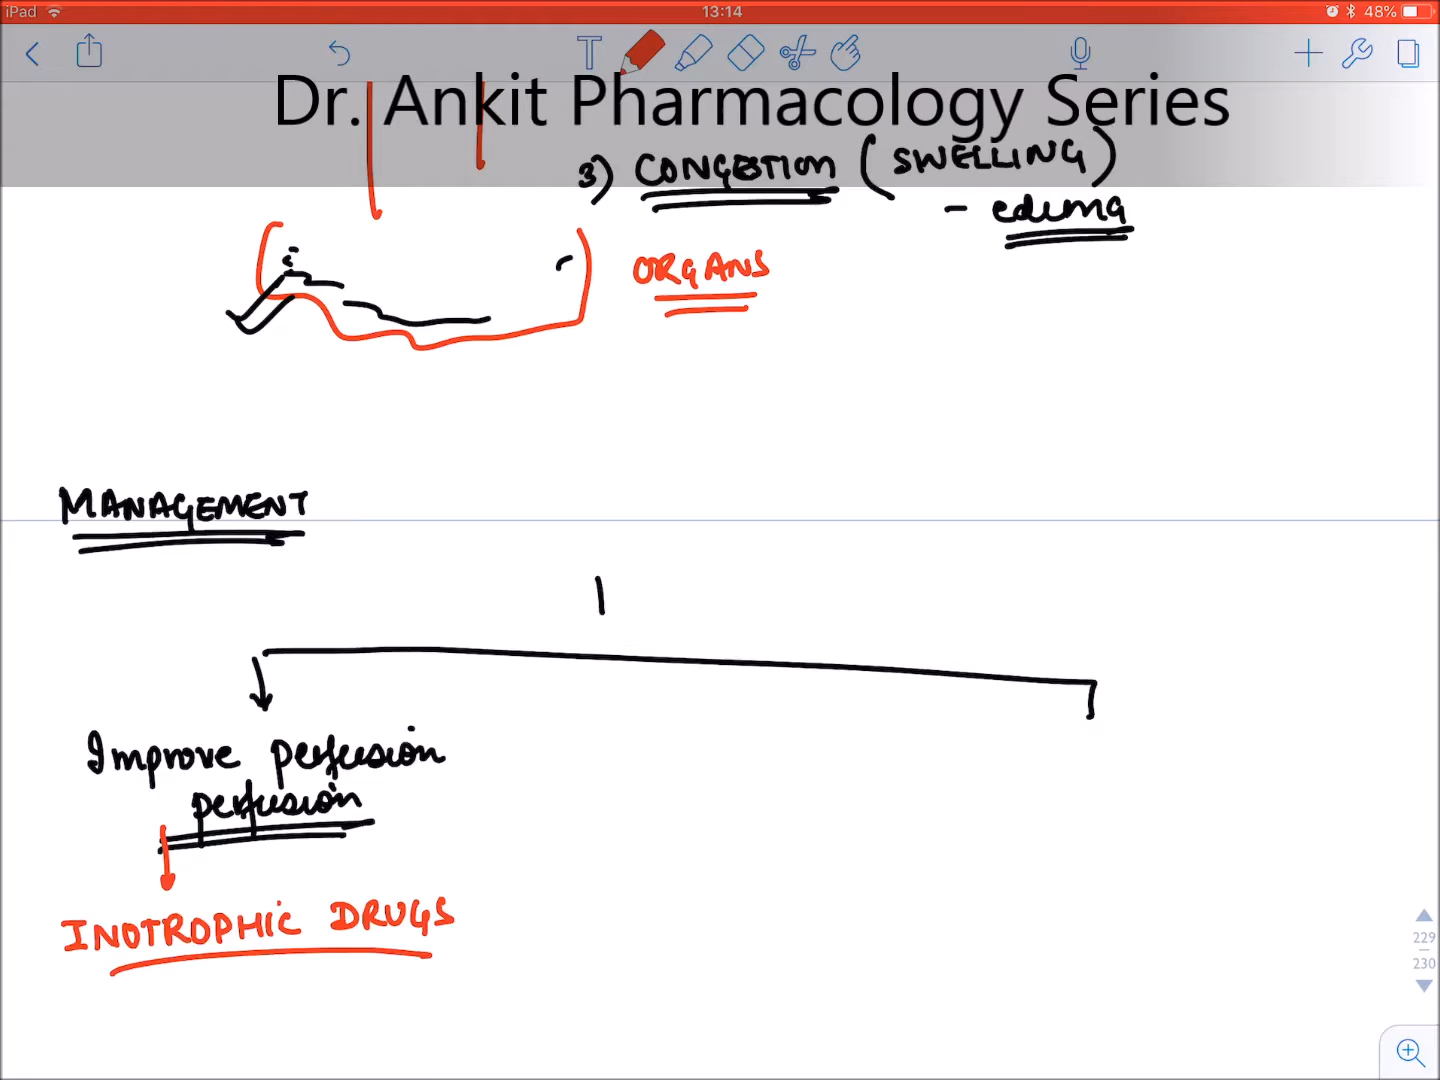 iPad 13:14 48%
T
Dr. Ankit Pharmacology Series
3) CONGESTION (SWELLING)
- edema
ORGANS
MANAGEMENT
Improve perfusion
perfusion
INOTROPHIC DRUGS
229
230